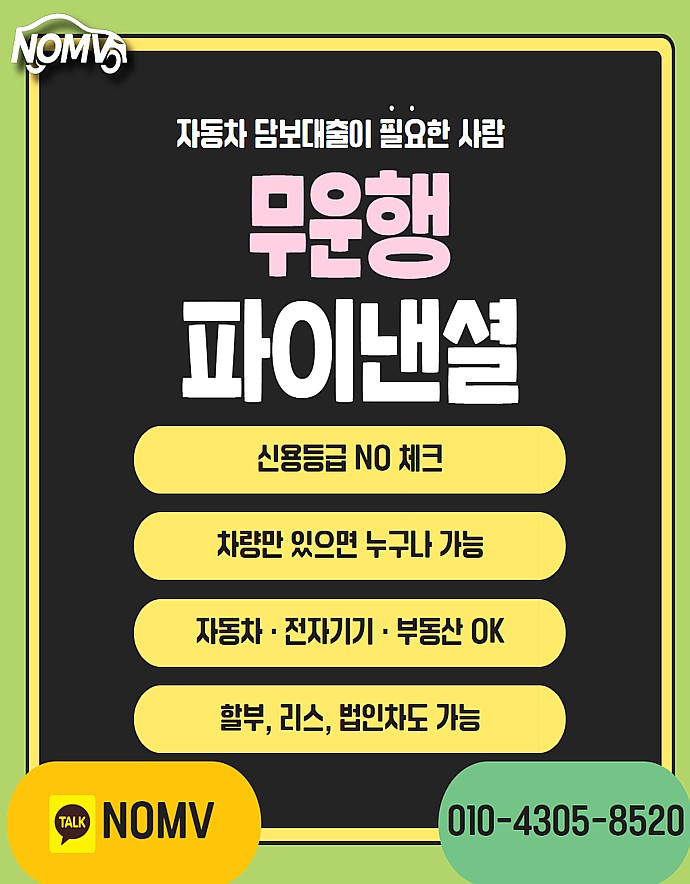 NOMV
자동차 담보대출이 필요한 사람
무운행
파이낸셜
신용등급 NO 체크
차량만 있으면 누구나 가능
자동차 · 전자기기 · 부동산 OK
할부, 리스, 법인차도 가능
TALK NOMV
010-4305-8520